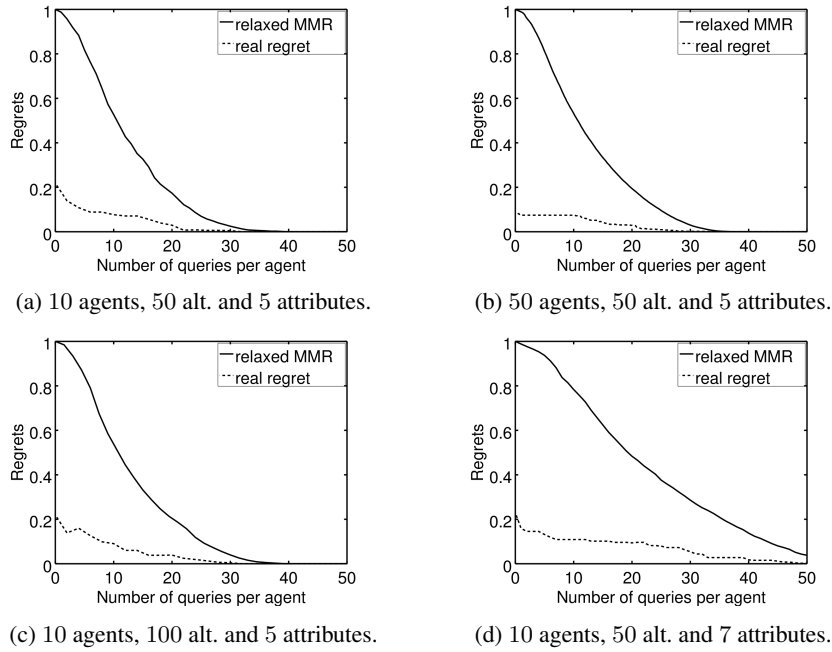 1
0.8
0.6
0.4
0.2
0
0 10 20 30 40 50
Regrets
Number of queries per agent
relaxed MMR
real regret
(a) 10 agents, 50 alt. and 5 attributes.
1
0.8
0.6
0.4
0.2
0
0 10 20 30 40 50
Regrets
Number of queries per agent
relaxed MMR
real regret
(b) 50 agents, 50 alt. and 5 attributes.
1
0.8
0.6
0.4
0.2
0
0 10 20 30 40 50
Regrets
Number of queries per agent
relaxed MMR
real regret
(c) 10 agents, 100 alt. and 5 attributes.
1
0.8
0.6
0.4
0.2
0
0 10 20 30 40 50
Regrets
Number of queries per agent
relaxed MMR
real regret
(d) 10 agents, 50 alt. and 7 attributes.